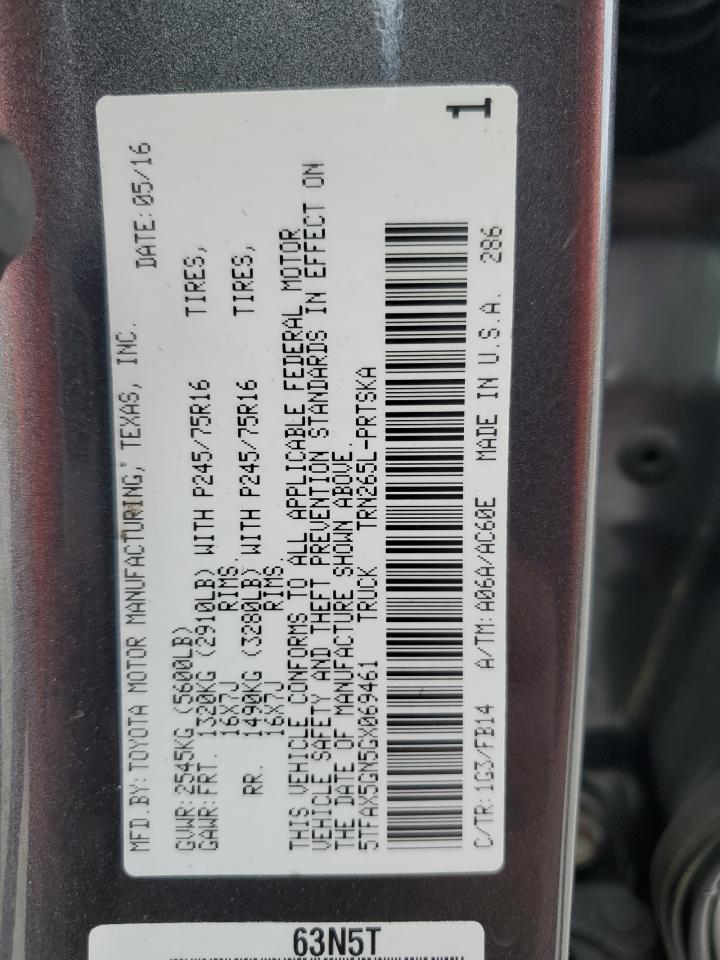 MFD. BY: TOYOTA MOTOR MANUFACTURING, TEXAS, INC. DATE: 05/16
GVWR: 2545KG (5600LB)
GAWR: FRT. 1320KG (2910LB) WITH P245/75R16 TIRES,
16X7J RIMS.
RR. 1490KG (3280LB) WITH P245/75R16 TIRES,
16X7J RIMS.
THIS VEHICLE CONFORMS TO ALL APPLICABLE FEDERAL MOTOR
VEHICLE SAFETY AND THEFT PREVENTION STANDARDS IN EFFECT ON
THE DATE OF MANUFACTURE SHOWN ABOVE.
5TFAX5GN5GX069461 TRUCK TRN265L-PRTSKA
C/TR: 1G3/FB14 A/TM: A06A/AC60E MADE IN U.S.A. 286
1
63N5T